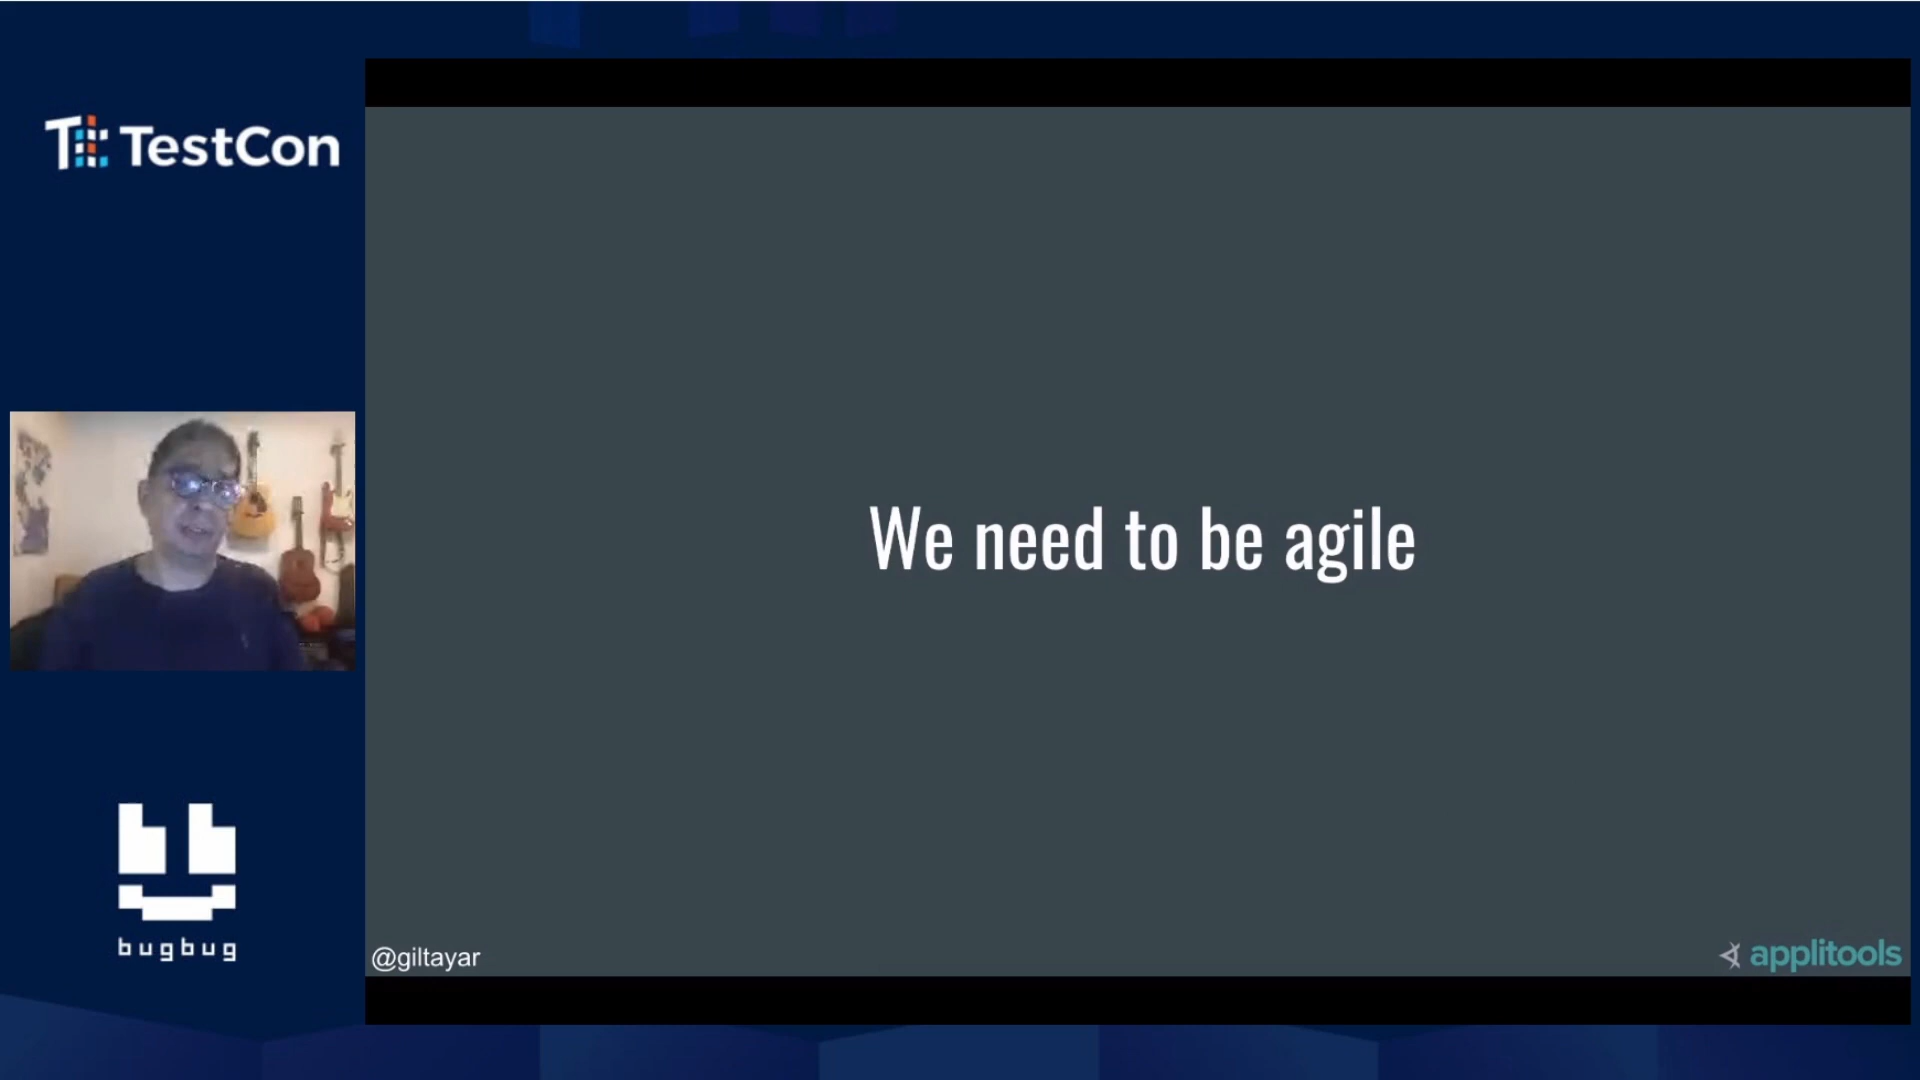 TestCon
We need to be agile
bugbug
@giltayar
applitools